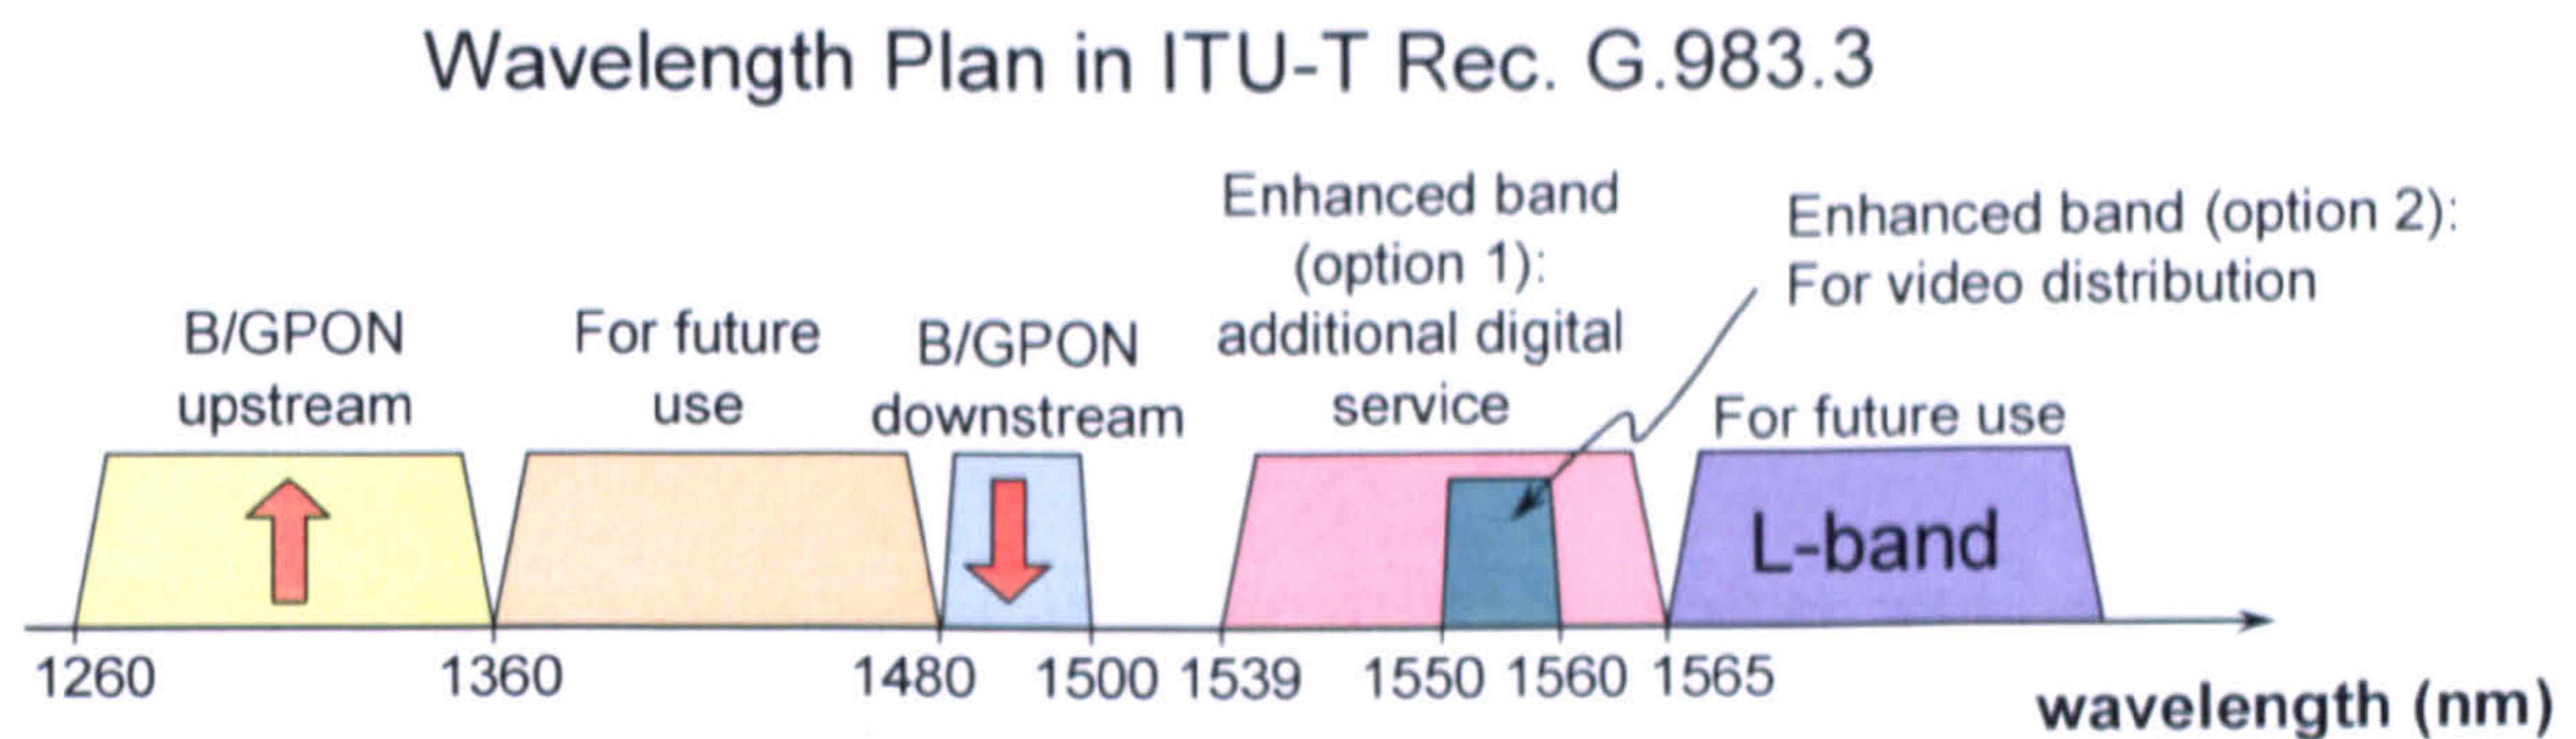 Wavelength Plan in ITU-T Rec. G.983.3
B/GPON
upstream
For future
use
B/GPON
downstream
Enhanced band
(option 1):
additional digital
service
Enhanced band (option 2):
For video distribution
For future use
L-band
1260
1360
1480
1500
1539
1550
1560
1565
wavelength (nm)